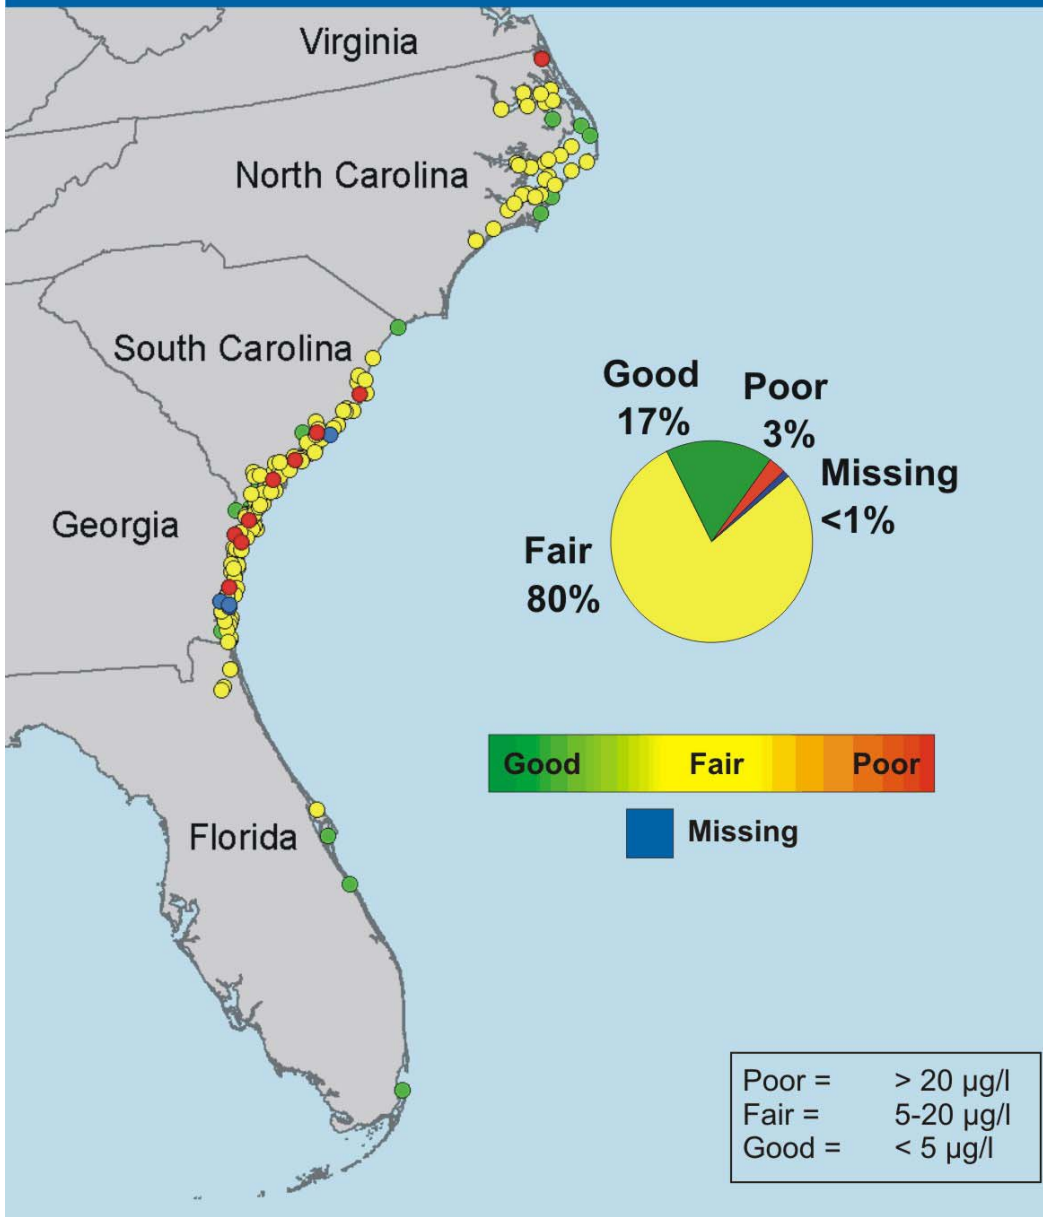 Virginia
North Carolina
South Carolina
Georgia
Florida
Good
17%
Poor
3%
Missing
<1%
Fair
80%
Good Fair Poor
Missing
Poor = > 20 µg/l
Fair = 5-20 µg/l
Good = < 5 µg/l